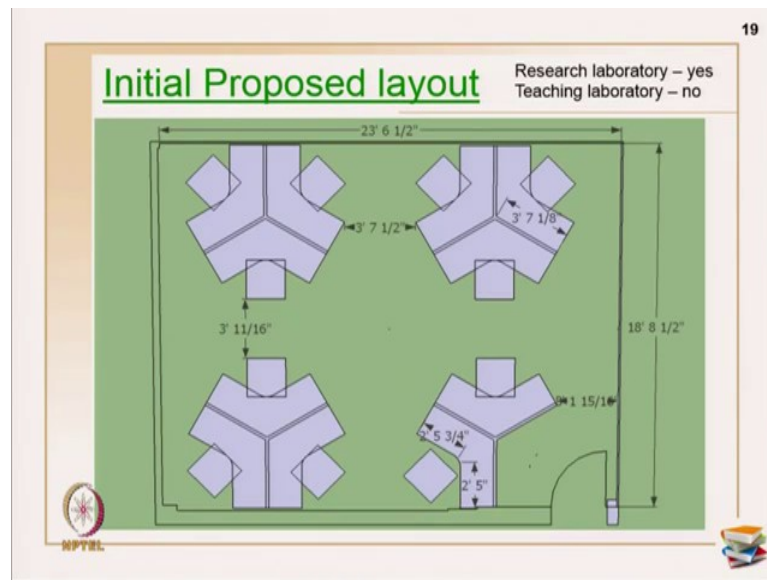 19
Initial Proposed layout
Research laboratory – yes
Teaching laboratory – no
23' 6 1/2"
3' 7 1/8"
3' 7 1/2"
3' 11/16"
18' 8 1/2"
1 15/16"
2' 5 3/4"
2' 5"
NPTEL